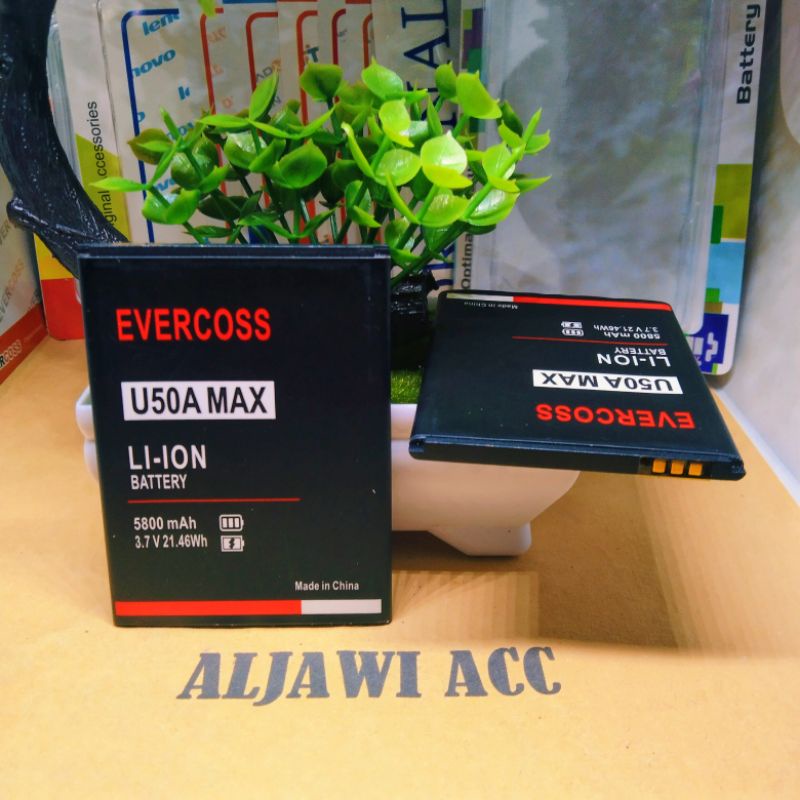 EVERCOSS
U50A MAX
LI-ION
BATTERY
5800 mAh
3.7 V 21.46Wh
Made in China
EVERCOSS
U50A MAX
LI-ION
BATTERY
5800 mAh
3.7 V 21.46Wh
Made in China
ALJAWI ACC
Battery